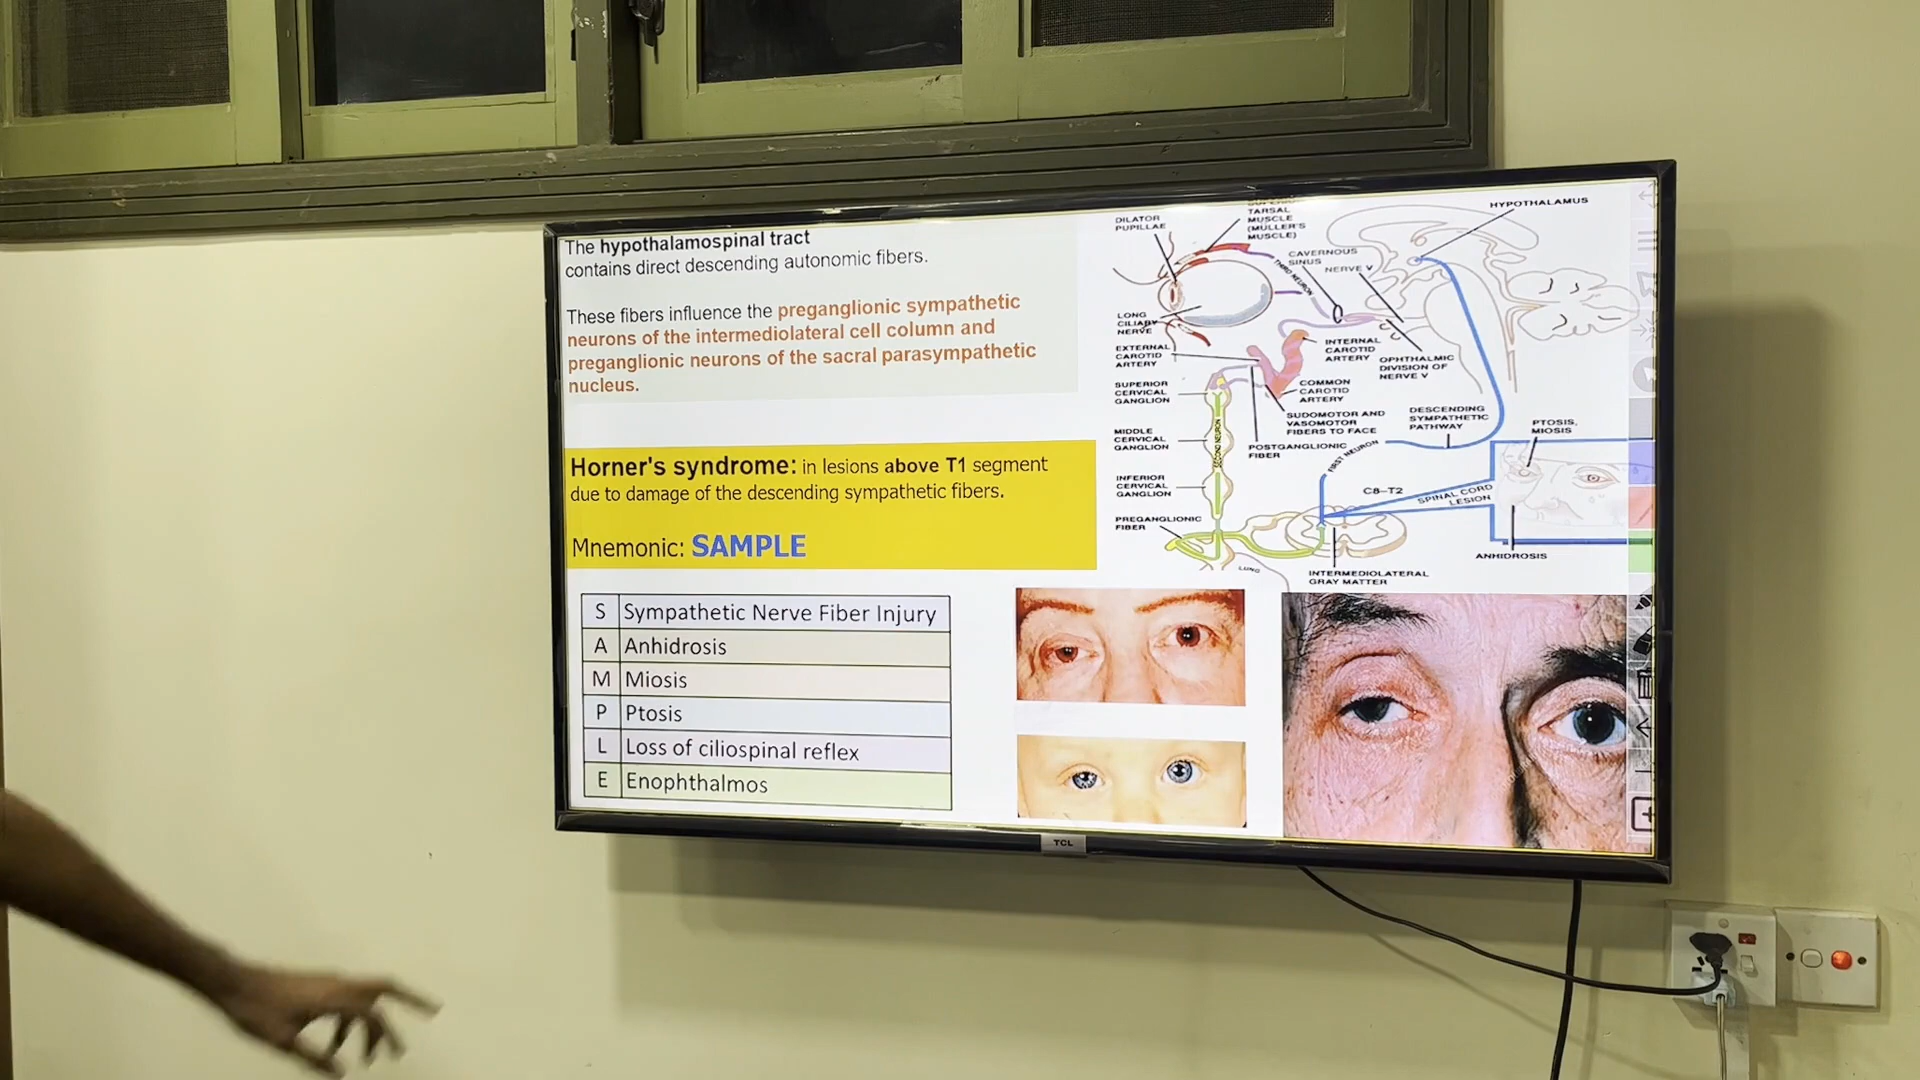 The hypothalamospinal tract
contains direct descending autonomic fibers.
These fibers influence the preganglionic sympathetic
neurons of the intermediolateral cell column and
preganglionic neurons of the sacral parasympathetic
nucleus.
Horner's syndrome: in lesions above T1 segment
due to damage of the descending sympathetic fibers.
Mnemonic: SAMPLE
S Sympathetic Nerve Fiber Injury
A Anhidrosis
M Miosis
P Ptosis
L Loss of ciliospinal reflex
E Enophthalmos
DILATOR
PUPILLAE
TARSAL
MUSCLE
(MÜLLER'S
MUSCLE)
HYPOTHALAMUS
CAVERNOUS
SINUS
NERVE V
THIRD NEURON
LONG
CILIARY
NERVE
EXTERNAL
CAROTID
ARTERY
INTERNAL
CAROTID
ARTERY
OPHTHALMIC
DIVISION OF
NERVE V
SUPERIOR
CERVICAL
GANGLION
COMMON
CAROTID
ARTERY
SUDOMOTOR AND
VASOMOTOR
FIBERS TO FACE
DESCENDING
SYMPATHETIC
PATHWAY
PTOSIS,
MIOSIS
MIDDLE
CERVICAL
GANGLION
SECOND NEURON
POSTGANGLIONIC
FIBER
FIRST NEURON
INFERIOR
CERVICAL
GANGLION
C8–T2
SPINAL CORD
LESION
PREGANGLIONIC
FIBER
ANHIDROSIS
LUNG
INTERMEDIOLATERAL
GRAY MATTER
TCL